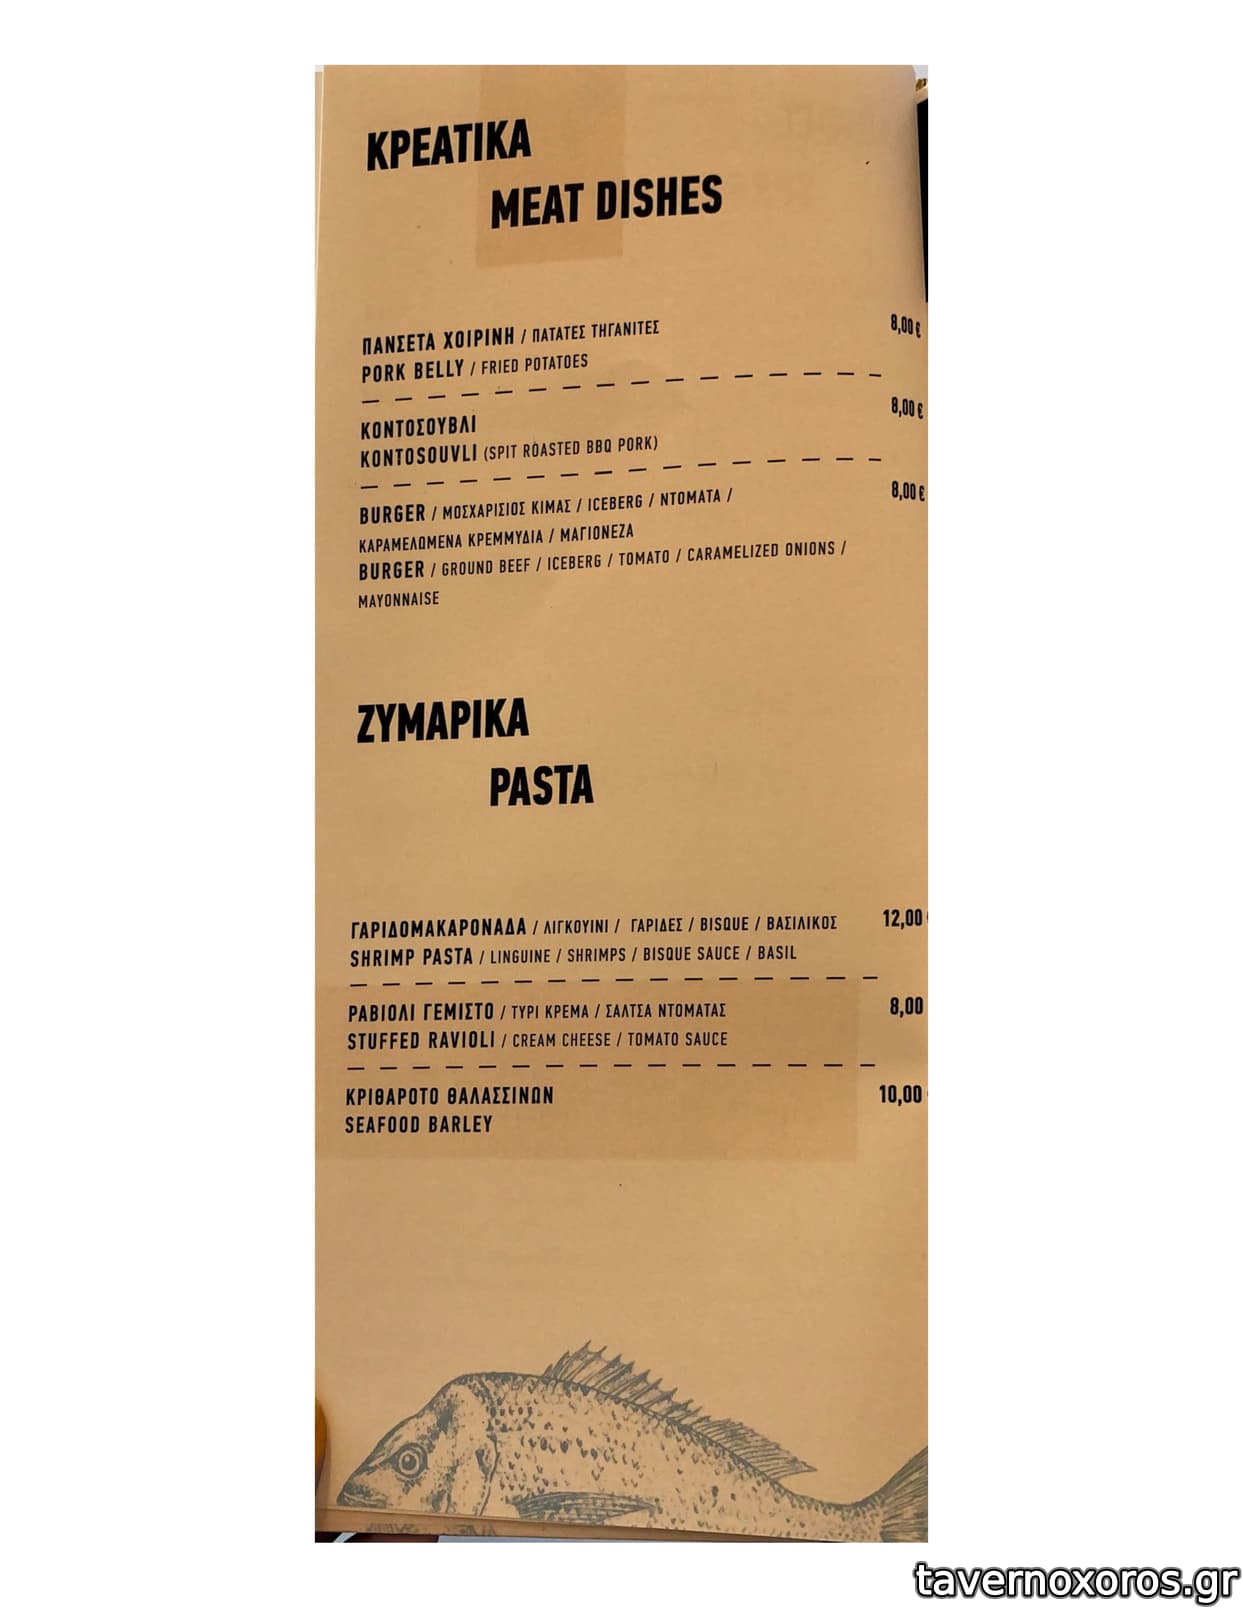 ΚΡΕΑΤΙΚΑ
MEAT DISHES
ΠΑΝΣΕΤΑ ΧΟΙΡΙΝΗ / ΠΑΤΑΤΕΣ ΤΗΓΑΝΙΤΕΣ 8,00 €
PORK BELLY / FRIED POTATOES
ΚΟΝΤΟΣΟΥΒΛΙ 8,00 €
KONTOSOUVLI (SPIT ROASTED BBQ PORK)
BURGER / ΜΟΣΧΑΡΙΣΙΟΣ ΚΙΜΑΣ / ICEBERG / ΝΤΟΜΑΤΑ / 8,00 €
ΚΑΡΑΜΕΛΩΜΕΝΑ ΚΡΕΜΜΥΔΙΑ / ΜΑΓΙΟΝΕΖΑ
BURGER / GROUND BEEF / ICEBERG / TOMATO / CARAMELIZED ONIONS /
MAYONNAISE
ΖΥΜΑΡΙΚΑ
PASTA
ΓΑΡΙΔΟΜΑΚΑΡΟΝΑΔΑ / ΛΙΓΚΟΥΙΝΙ / ΓΑΡΙΔΕΣ / BISQUE / ΒΑΣΙΛΙΚΟΣ 12,00 €
SHRIMP PASTA / LINGUINE / SHRIMPS / BISQUE SAUCE / BASIL
ΡΑΒΙΟΛΙ ΓΕΜΙΣΤΟ / ΤΥΡΙ ΚΡΕΜΑ / ΣΑΛΤΣΑ ΝΤΟΜΑΤΑΣ 8,00
STUFFED RAVIOLI / CREAM CHEESE / TOMATO SAUCE
ΚΡΙΘΑΡΟΤΟ ΘΑΛΑΣΣΙΝΩΝ 10,00 €
SEAFOOD BARLEY
tavernoxoros.gr